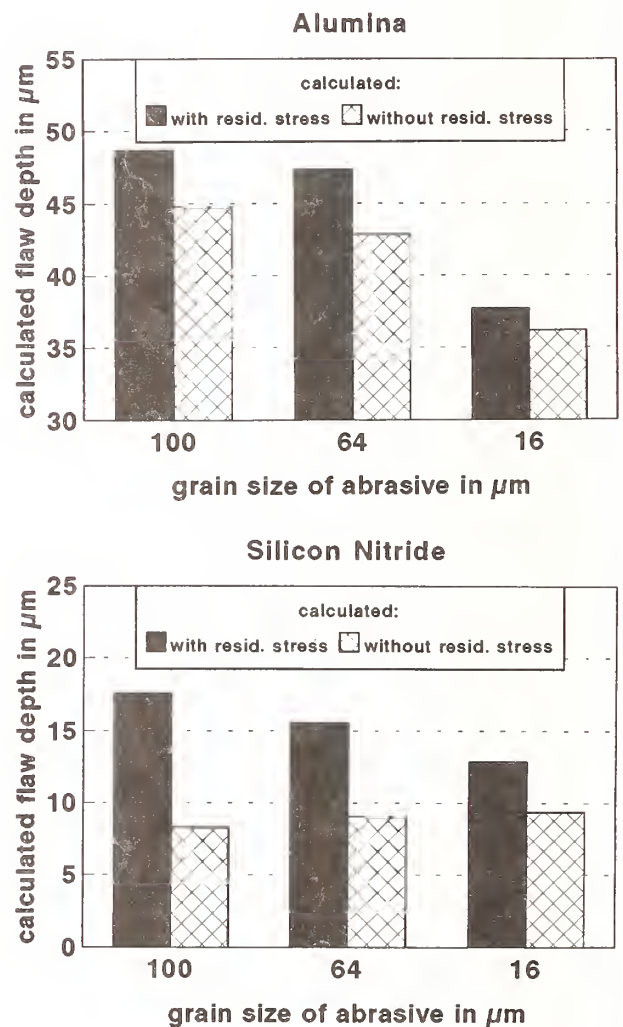 Alumina
calculated flaw depth in μm
55
50
45
40
35
30
calculated:
with resid. stress without resid. stress
100 64 16
grain size of abrasive in μm
Silicon Nitride
calculated flaw depth in μm
25
20
15
10
5
0
calculated:
with resid. stress without resid. stress
100 64 16
grain size of abrasive in μm